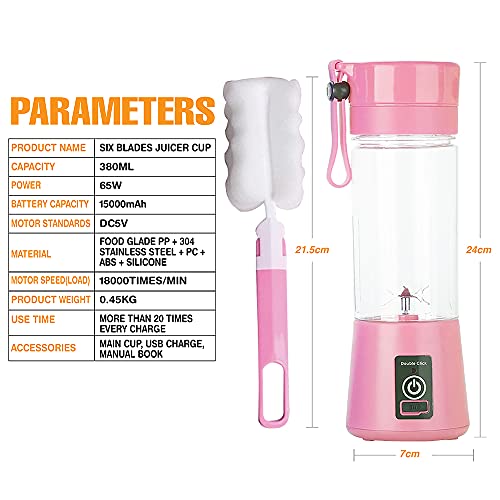 PARAMETERS
PRODUCT NAME SIX BLADES JUICER CUP
CAPACITY 380ML
POWER 65W
BATTERY CAPACITY 15000mAh
MOTOR STANDARDS DC5V
MATERIAL FOOD GLADE PP + 304
STAINLESS STEEL + PC +
ABS + SILICONE
MOTOR SPEED(LOAD) 18000TIMES/MIN
PRODUCT WEIGHT 0.45KG
USE TIME MORE THAN 20 TIMES
EVERY CHARGE
ACCESSORIES MAIN CUP, USB CHARGE,
MANUAL BOOK
21.5cm
24cm
Double Click
7cm